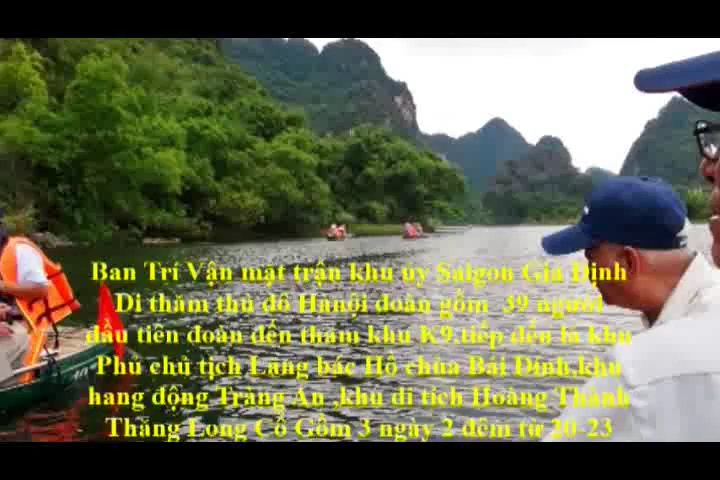 Ban Trí Vận mặt trận khu ủy Saigon Gia Định
Di thăm thủ đô Hanội đoàn gồm 39 người
đầu tiên đoàn đến thăm khu K9,tiếp đến là khu
Phủ chủ tịch Lăng bác Hồ chùa Bái Đính,khu
hang động Tràng An ,khu di tích Hoàng Thành
Thăng Long Cổ Gồm 3 ngày 2 đêm từ 20-23